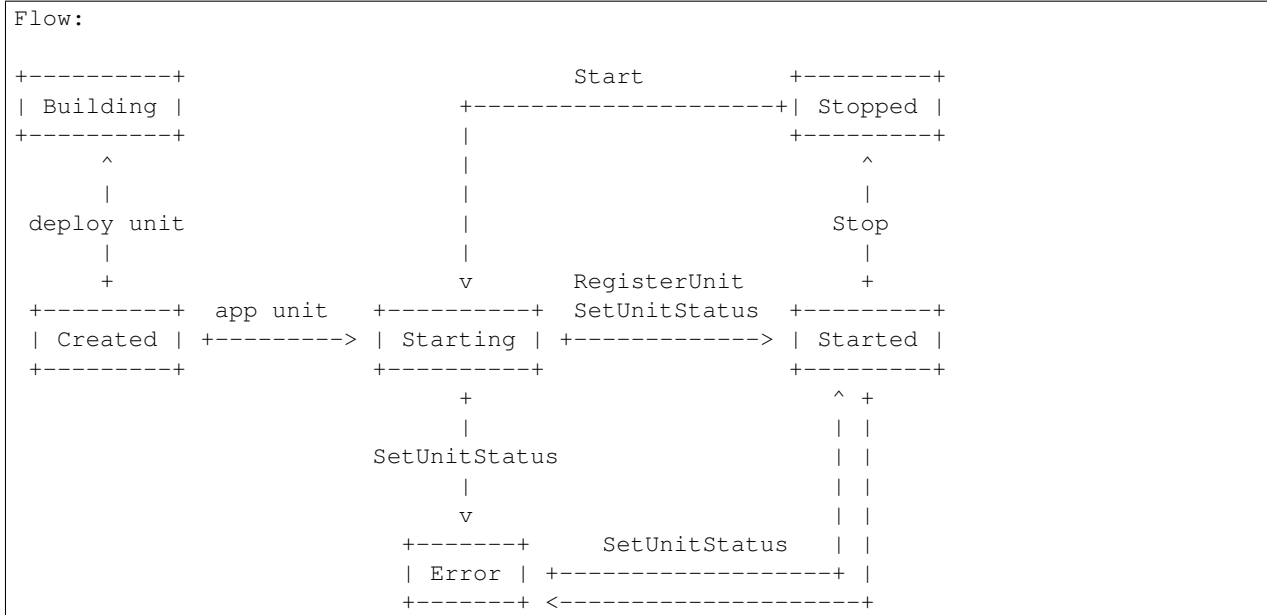 Flow:

+----------+                           Start          +---------+
| Building |                   +---------------------+| Stopped |
+----------+                   |                      +---------+
      ^                        |                           ^
      |                        |                           |
 deploy unit                   |                         Stop
      |                        |                           |
      +                        v       RegisterUnit        +
 +---------+  app unit   +----------+  SetUnitStatus  +---------+
 | Created | +---------> | Starting | +-------------> | Started |
 +---------+             +----------+                 +---------+
                               +                         ^ +
                               |                         | |
                         SetUnitStatus                   | |
                               |                         | |
                               v                         | |
                           +-------+     SetUnitStatus   | |
                           | Error | +-------------------+ |
                           +-------+ <---------------------+